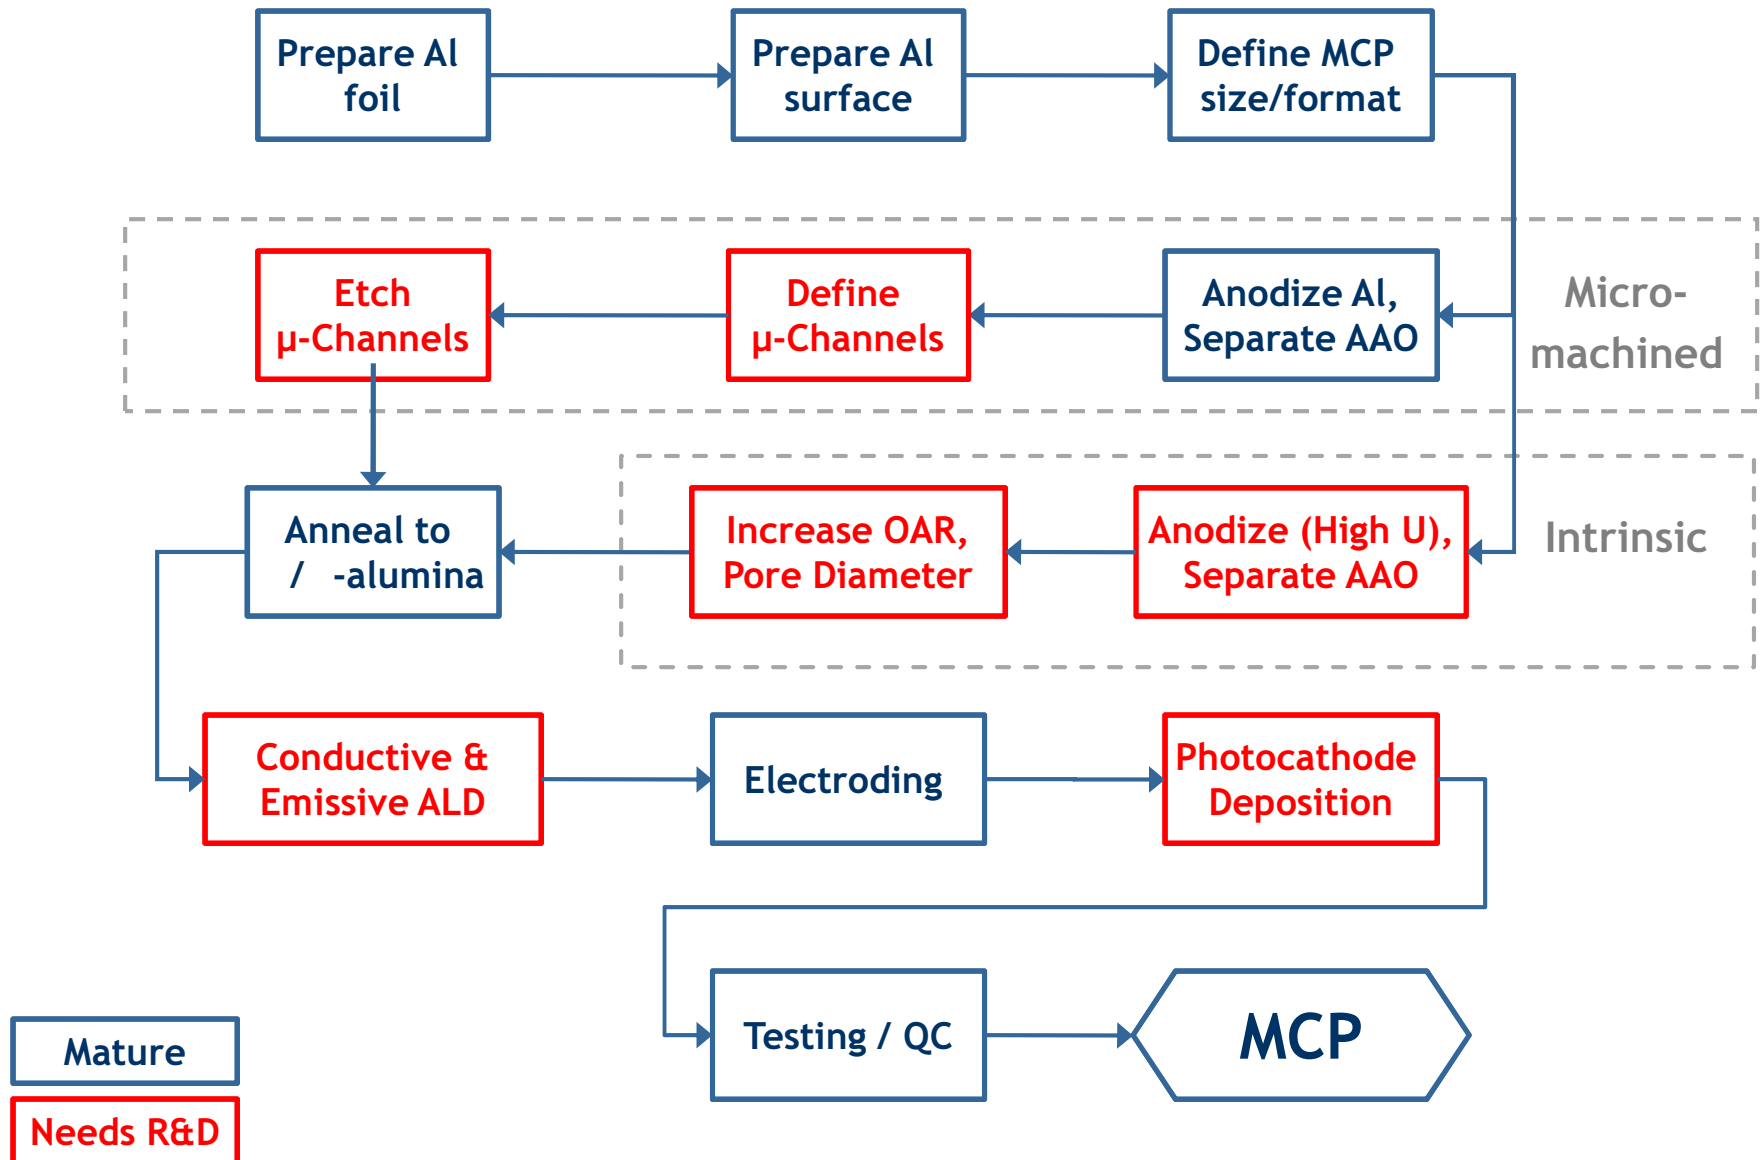 Prepare Al
foil
Prepare Al
surface
Define MCP
size/format
Etch
µ-Channels
Define
µ-Channels
Anodize Al,
Separate AAO
Micro-
machined
Anneal to
/ -alumina
Increase OAR,
Pore Diameter
Anodize (High U),
Separate AAO
Intrinsic
Conductive &
Emissive ALD
Electroding
Photocathode
Deposition
Testing / QC
MCP
Mature
Needs R&D